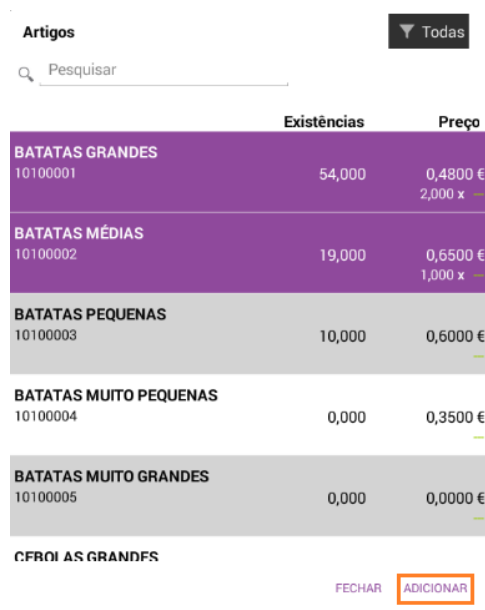 Artigos
Todas
Pesquisar
Existências Preço
BATATAS GRANDES
10100001 54,000 0,4800 €
2,000 x
BATATAS MÉDIAS
10100002 19,000 0,6500 €
1,000 x
BATATAS PEQUENAS
10100003 10,000 0,6000 €
BATATAS MUITO PEQUENAS
10100004 0,000 0,3500 €
BATATAS MUITO GRANDES
10100005 0,000 0,0000 €
CEBOLAS GRANDES
FECHAR ADICIONAR